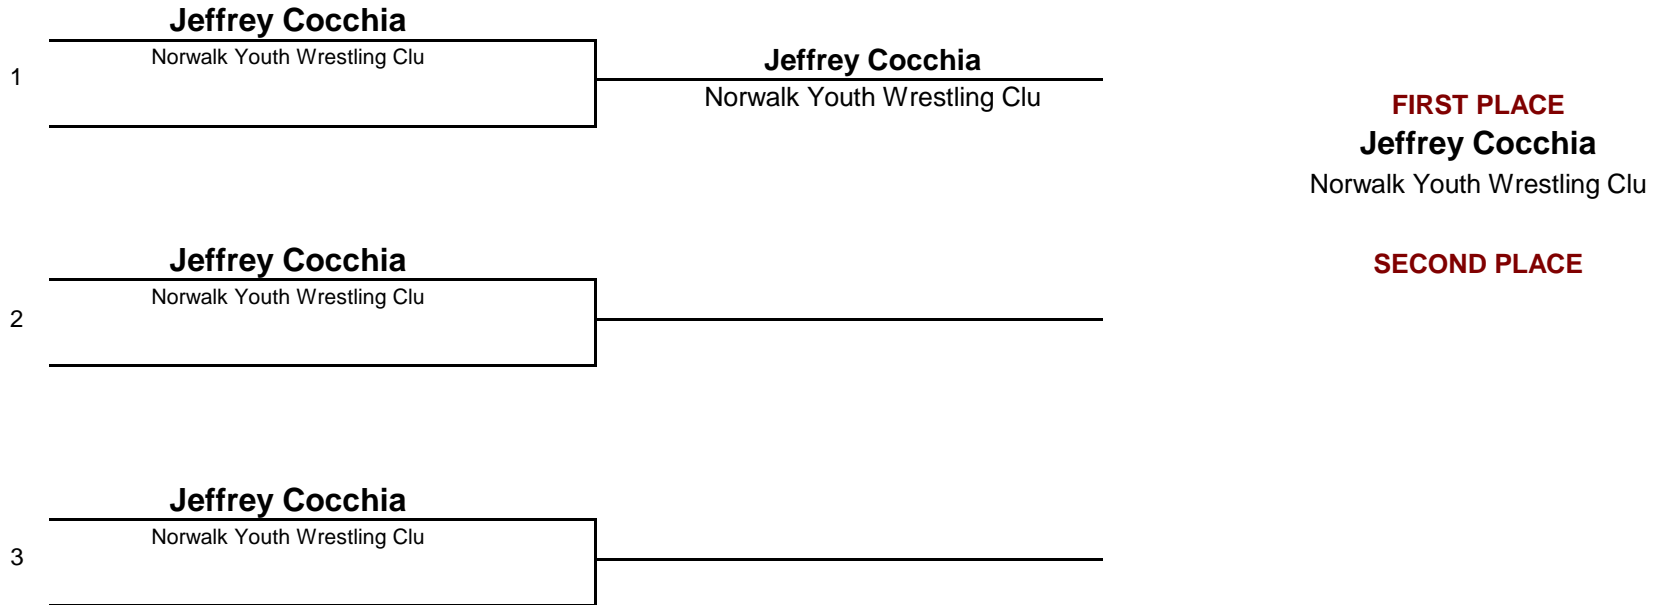 Jeffrey Cocchia
Norwalk Youth Wrestling Clu
1
Jeffrey Cocchia
Norwalk Youth Wrestling Clu
FIRST PLACE
Jeffrey Cocchia
Norwalk Youth Wrestling Clu
SECOND PLACE
Jeffrey Cocchia
Norwalk Youth Wrestling Clu
2
Jeffrey Cocchia
Norwalk Youth Wrestling Clu
3